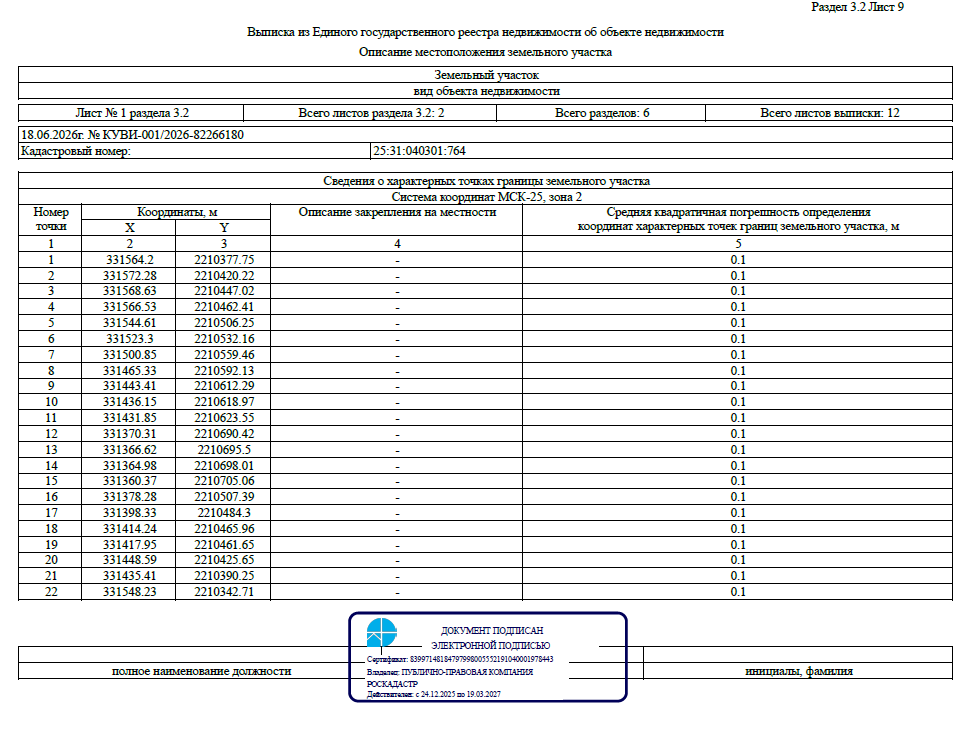 Раздел 3.2 Лист 9
Выписка из Единого государственного реестра недвижимости об объекте недвижимости
Описание местоположения земельного участка
Земельный участок
вид объекта недвижимости
Лист № 1 раздела 3.2 Всего листов раздела 3.2: 2 Всего разделов: 6 Всего листов выписки: 12
18.06.2026г. № КУВИ-001/2026-82266180
Кадастровый номер: 25:31:040301:764
Сведения о характерных точках границы земельного участка
Система координат МСК-25, зона 2
Номер точки Координаты, м Описание закрепления на местности Средняя квадратичная погрешность определения координат характерных точек границ земельного участка, м
X Y
1 2 3 4 5
1 331564.2 2210377.75 - 0.1
2 331572.28 2210420.22 - 0.1
3 331568.63 2210447.02 - 0.1
4 331566.53 2210462.41 - 0.1
5 331544.61 2210506.25 - 0.1
6 331523.3 2210532.16 - 0.1
7 331500.85 2210559.46 - 0.1
8 331465.33 2210592.13 - 0.1
9 331443.41 2210612.29 - 0.1
10 331436.15 2210618.97 - 0.1
11 331431.85 2210623.55 - 0.1
12 331370.31 2210690.42 - 0.1
13 331366.62 2210695.5 - 0.1
14 331364.98 2210698.01 - 0.1
15 331360.37 2210705.06 - 0.1
16 331378.28 2210507.39 - 0.1
17 331398.33 2210484.3 - 0.1
18 331414.24 2210465.96 - 0.1
19 331417.95 2210461.65 - 0.1
20 331448.59 2210425.65 - 0.1
21 331435.41 2210390.25 - 0.1
22 331548.23 2210342.71 - 0.1
ДОКУМЕНТ ПОДПИСАН
ЭЛЕКТРОННОЙ ПОДПИСЬЮ
Сертификат: 83997148184797998005552191040001978443
Владелец: ПУБЛИЧНО-ПРАВОВАЯ КОМПАНИЯ
РОСКАДАСТР
Действителен: с 24.12.2025 по 19.03.2027
полное наименование должности инициалы, фамилия